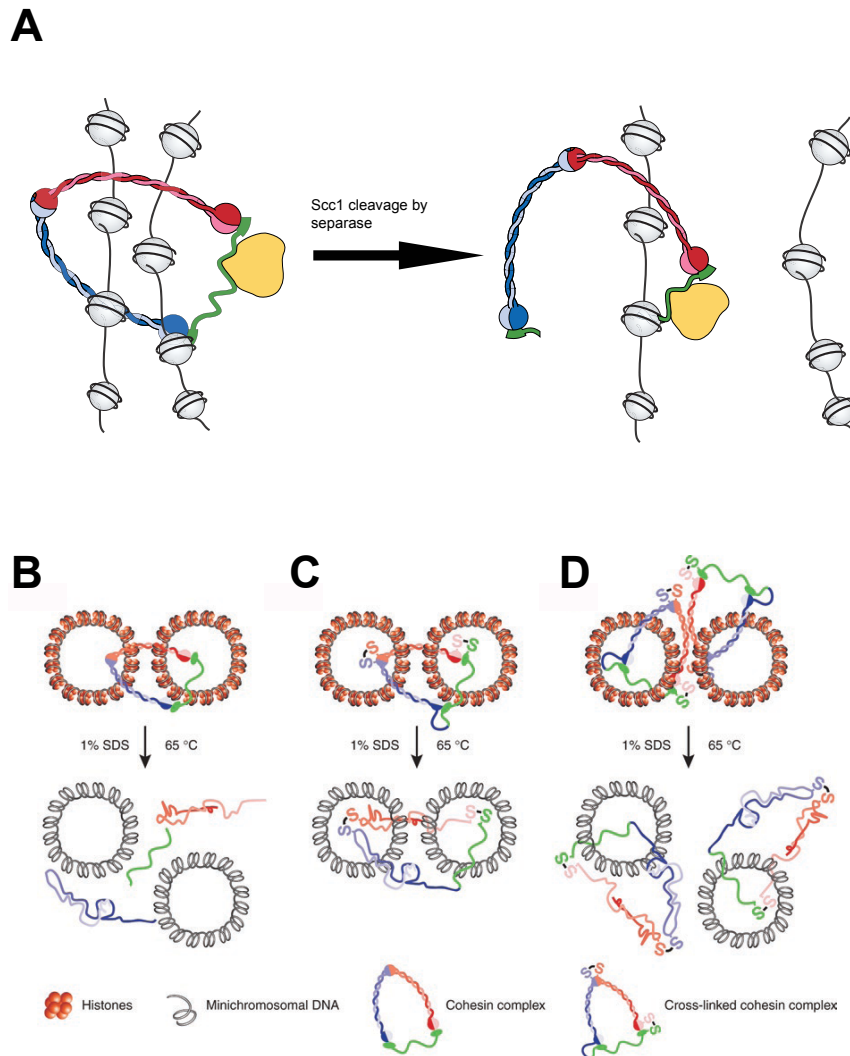 A
Scc1 cleavage by
separase
B
C
D
S
S
S
S
S
S
S
S
S
S
1% SDS
65 °C
1% SDS
65 °C
1% SDS
65 °C
S
S
S
S
S
S
S
S
S
S
S
S
Histones
Minichromosomal DNA
Cohesin complex
S
S
S
S
Cross-linked cohesin complex